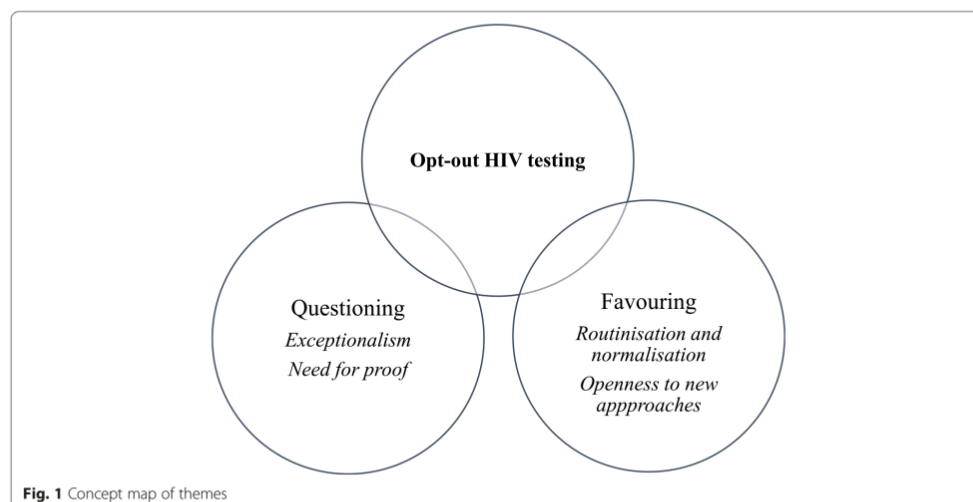 Opt-out HIV testing
Questioning
Exceptionalism
Need for proof
Favouring
Routinisation and
normalisation
Openness to new
appproaches
Fig. 1 Concept map of themes